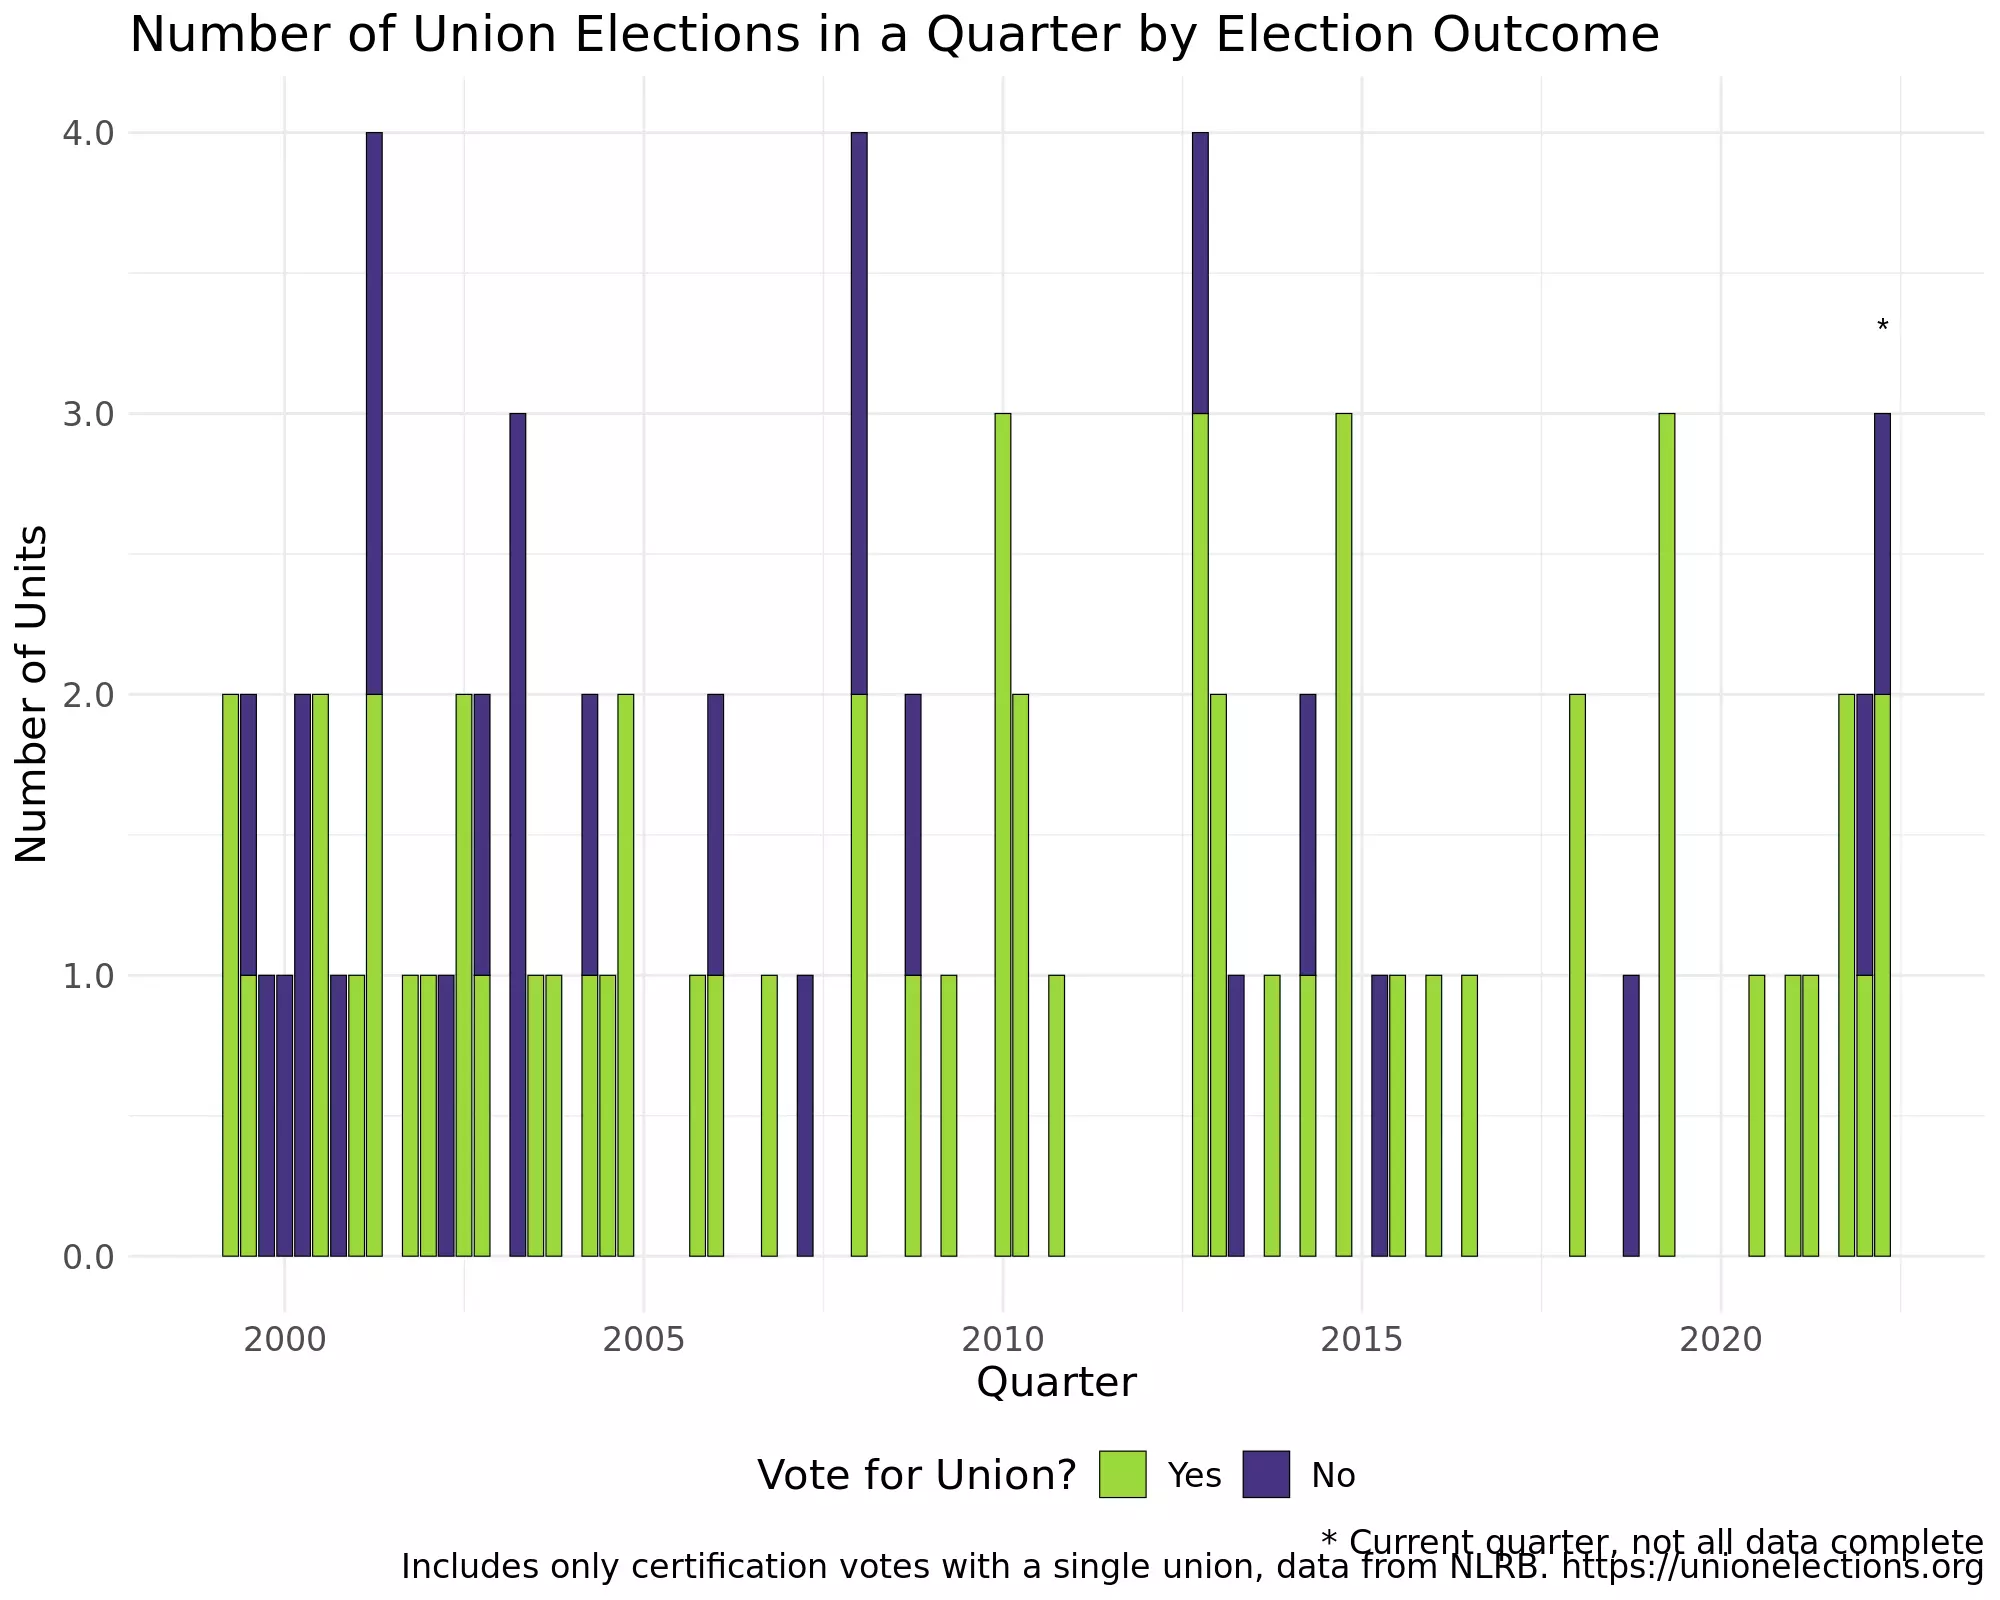 Number of Union Elections in a Quarter by Election Outcome
4.0
*
3.0
Number of Units
2.0
1.0
0.0
2000 2005 2010 2015 2020
Quarter
Vote for Union? Yes No
* Current quarter, not all data complete
Includes only certification votes with a single union, data from NLRB. https://unionelections.org